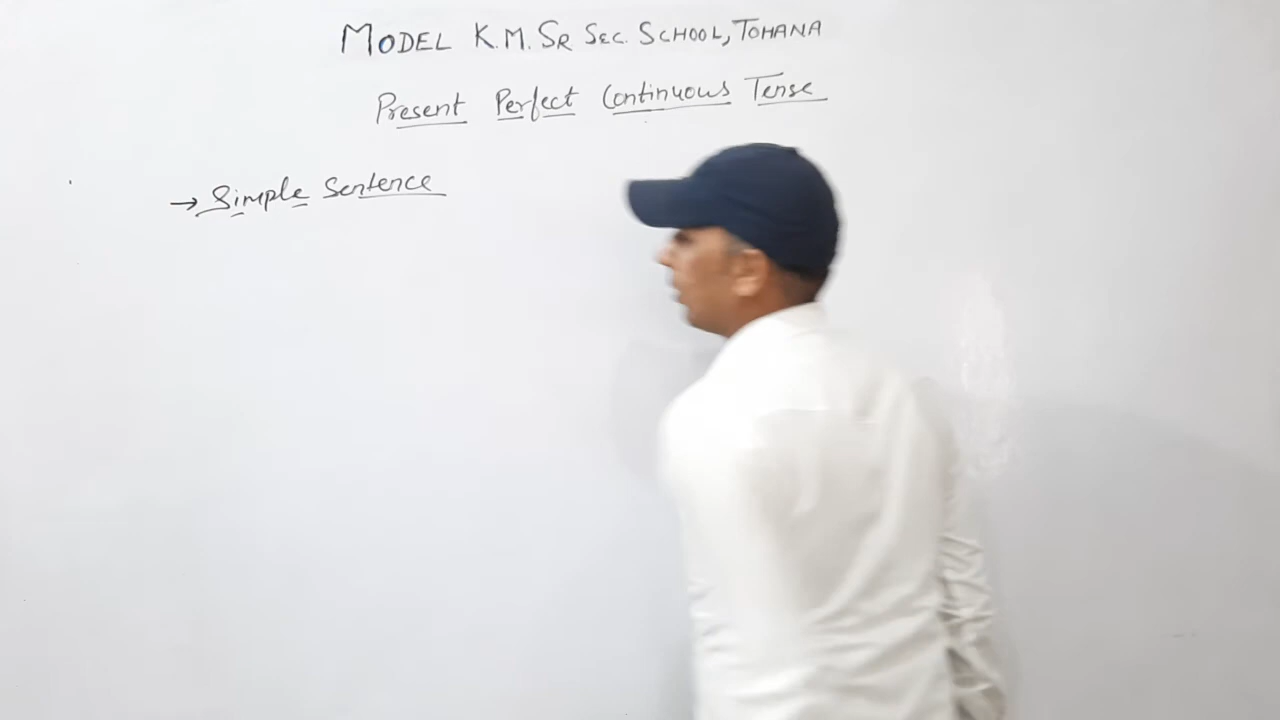 MODEL K.M. SR SEC. SCHOOL, TOHANA
Present Perfect Continuous Tense
→ Simple Sentence